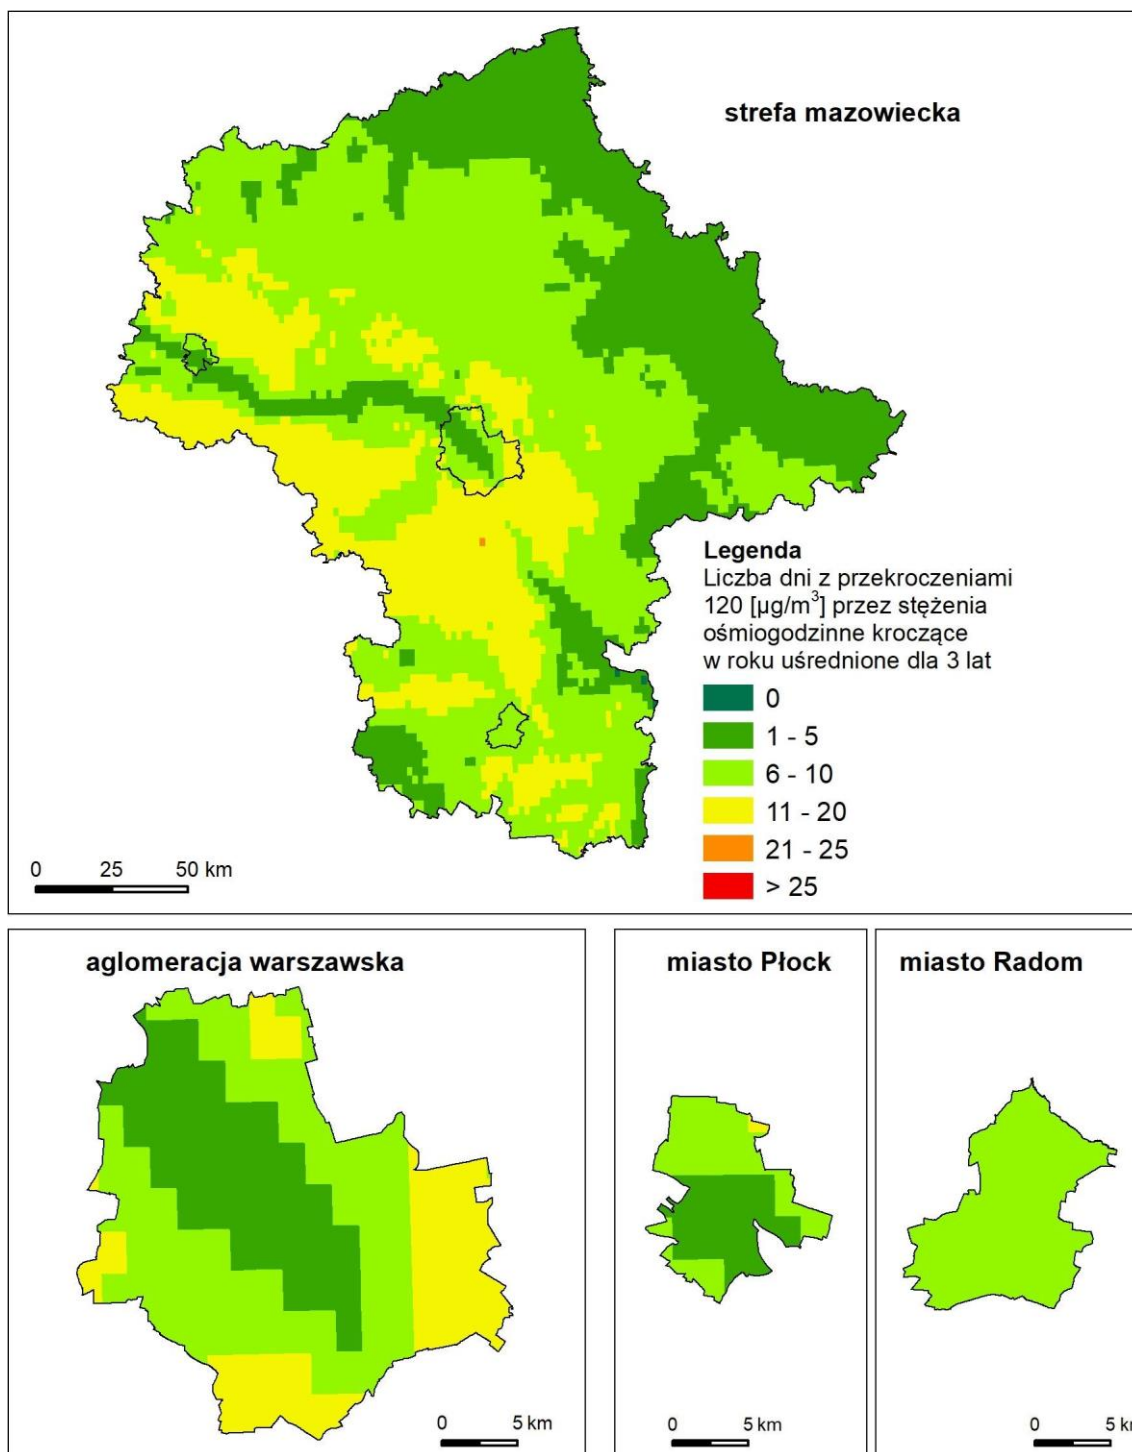 strefa mazowiecka
Legenda
Liczba dni z przekroczeniami
120 [µg/m³] przez stężenia
ośmiogodzinne kroczące
w roku uśrednione dla 3 lat
0
1 - 5
6 - 10
11 - 20
21 - 25
> 25
0 25 50 km
aglomeracja warszawska
0 5 km
miasto Płock
0 5 km
miasto Radom
0 5 km